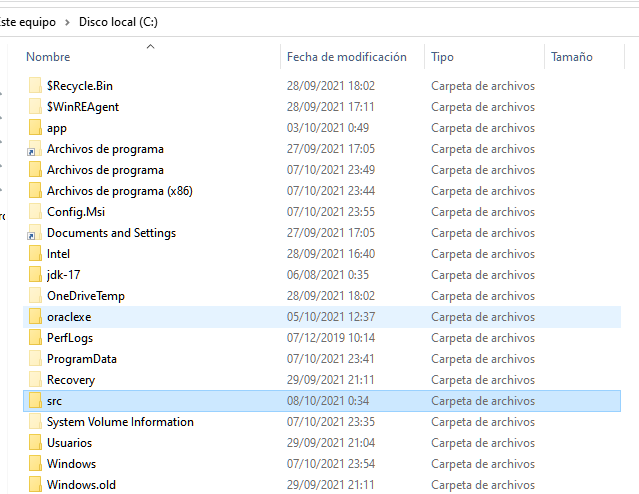 Este equipo > Disco local (C:)
Nombre Fecha de modificación Tipo Tamaño
$Recycle.Bin 28/09/2021 18:02 Carpeta de archivos
$WinREAgent 28/09/2021 17:11 Carpeta de archivos
app 03/10/2021 0:49 Carpeta de archivos
Archivos de programa 27/09/2021 17:05 Carpeta de archivos
Archivos de programa 07/10/2021 23:49 Carpeta de archivos
Archivos de programa (x86) 07/10/2021 23:44 Carpeta de archivos
Config.Msi 07/10/2021 23:55 Carpeta de archivos
Documents and Settings 27/09/2021 17:05 Carpeta de archivos
Intel 28/09/2021 16:40 Carpeta de archivos
jdk-17 06/08/2021 0:35 Carpeta de archivos
OneDriveTemp 28/09/2021 18:02 Carpeta de archivos
oraclexe 05/10/2021 12:37 Carpeta de archivos
PerfLogs 07/12/2019 10:14 Carpeta de archivos
ProgramData 07/10/2021 23:41 Carpeta de archivos
Recovery 29/09/2021 21:11 Carpeta de archivos
src 08/10/2021 0:34 Carpeta de archivos
System Volume Information 07/10/2021 23:35 Carpeta de archivos
Usuarios 29/09/2021 21:04 Carpeta de archivos
Windows 07/10/2021 23:54 Carpeta de archivos
Windows.old 29/09/2021 21:11 Carpeta de archivos